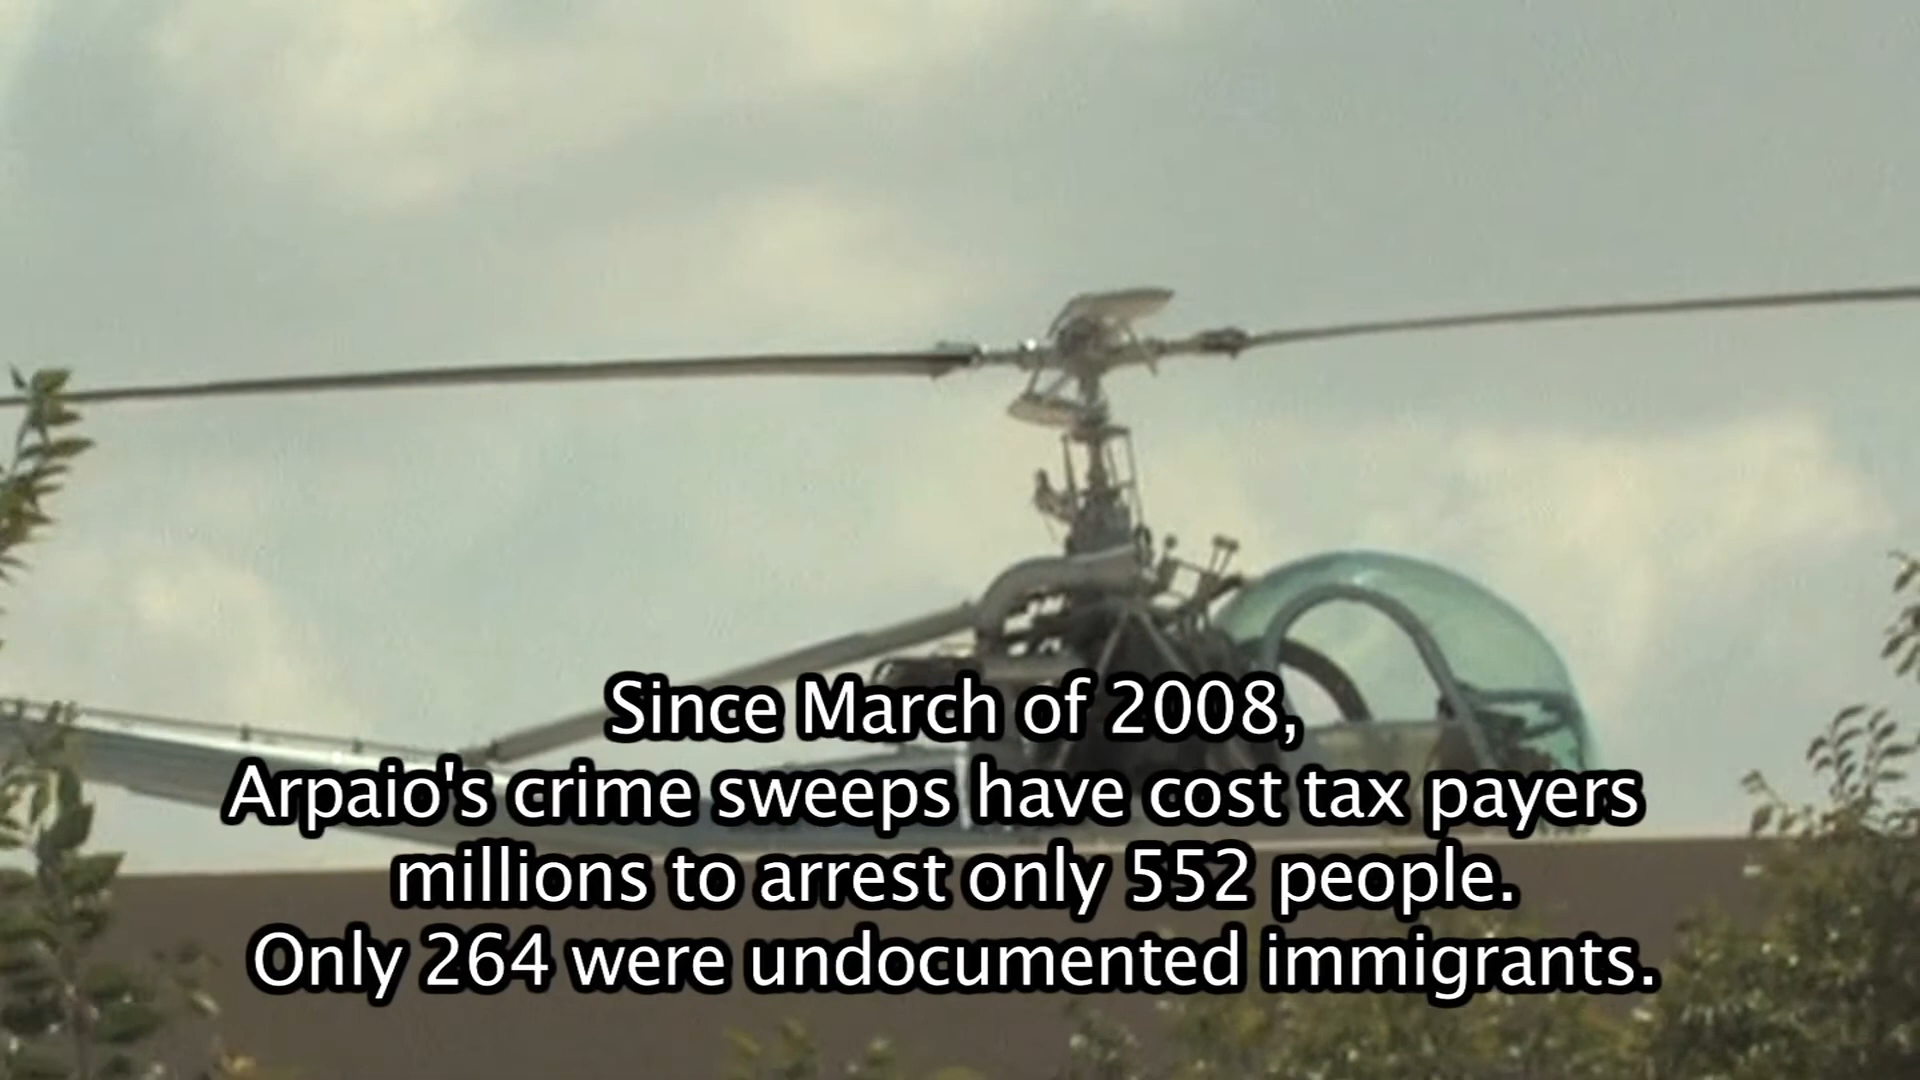 Since March of 2008,
Arpaio's crime sweeps have cost tax payers
millions to arrest only 552 people.
Only 264 were undocumented immigrants.